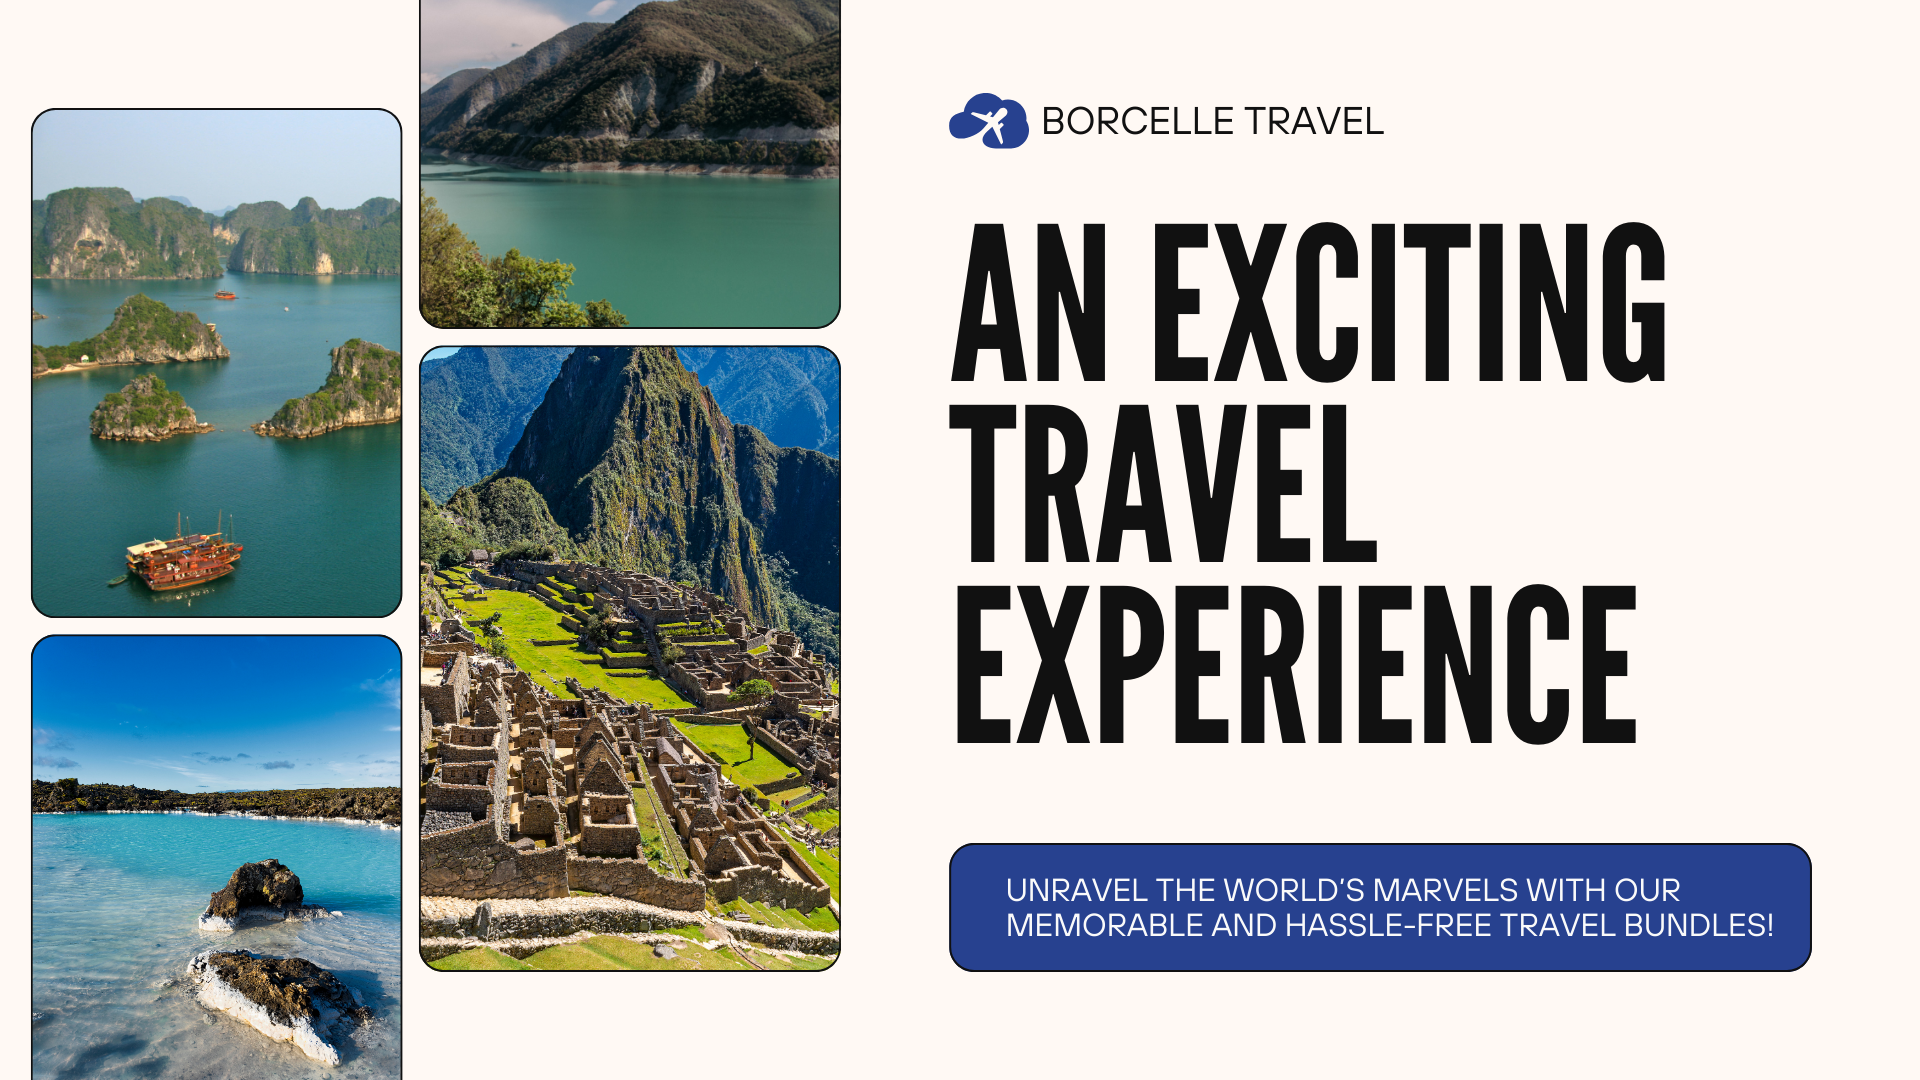 BORCELLE TRAVEL
AN EXCITING
TRAVEL
EXPERIENCE
UNRAVEL THE WORLD'S MARVELS WITH OUR
MEMORABLE AND HASSLE-FREE TRAVEL BUNDLES!